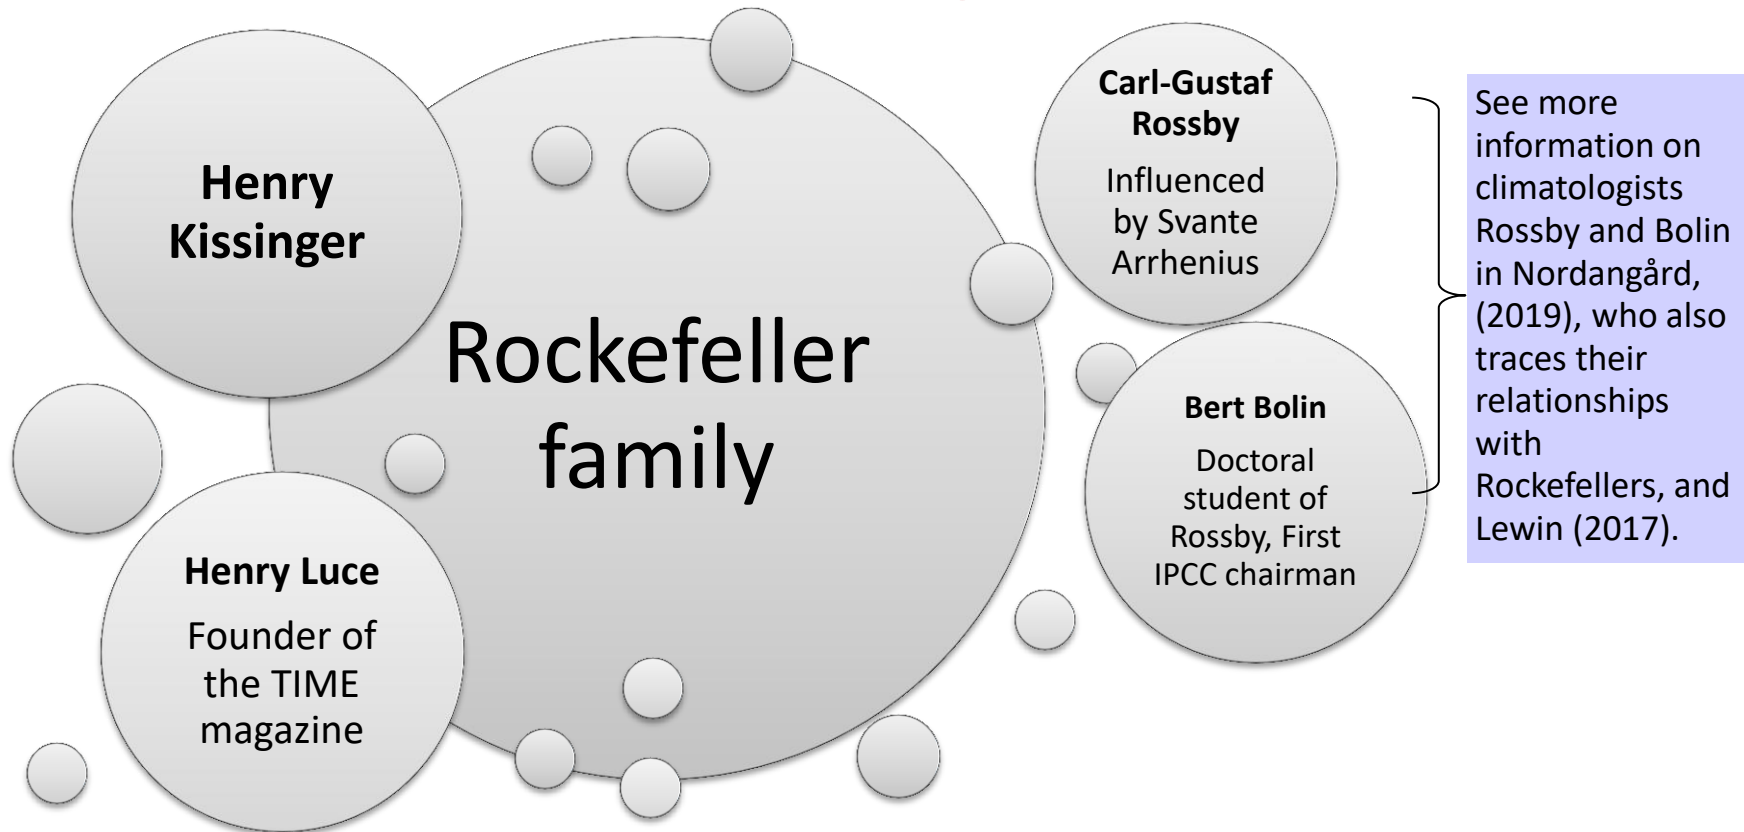 Henry
Kissinger
Rockefeller
family
Henry Luce
Founder of
the TIME
magazine
Carl-Gustaf
Rossby
Influenced
by Svante
Arrhenius
Bert Bolin
Doctoral
student of
Rossby, First
IPCC chairman
See more
information on
climatologists
Rossby and Bolin
in Nordangård,
(2019), who also
traces their
relationships
with
Rockefellers, and
Lewin (2017).